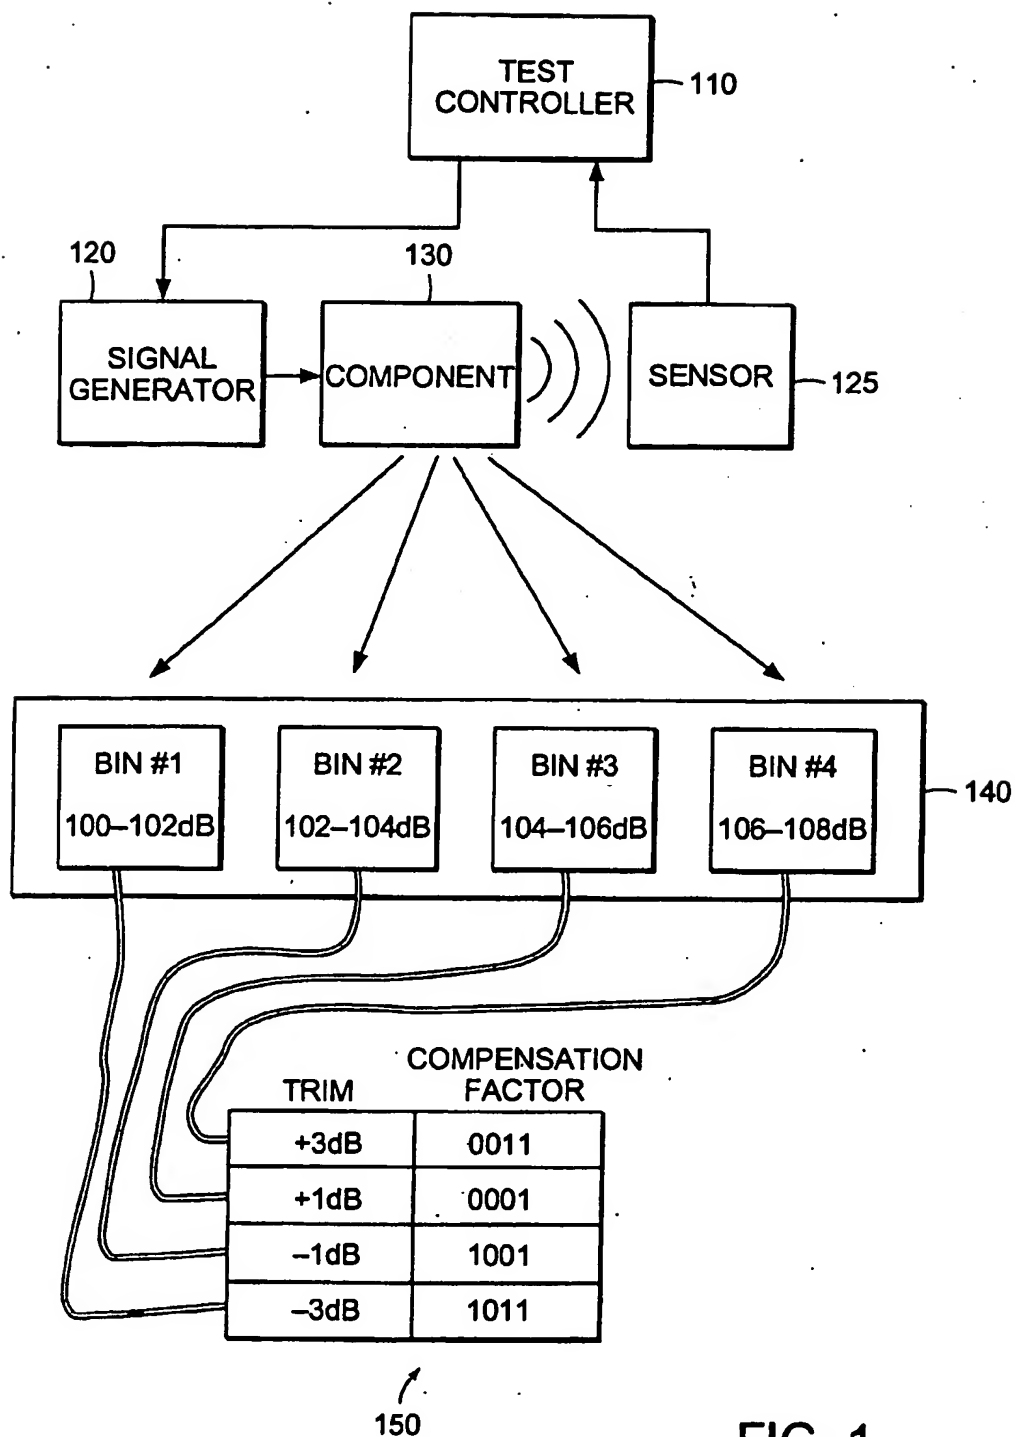 TEST
CONTROLLER
110
120
130
SIGNAL
GENERATOR
COMPONENT
SENSOR
125
BIN #1
100–102dB
BIN #2
102–104dB
BIN #3
104–106dB
BIN #4
106–108dB
140
TRIM
COMPENSATION
FACTOR
+3dB 0011
+1dB 0001
–1dB 1001
–3dB 1011
150
FIG. 1